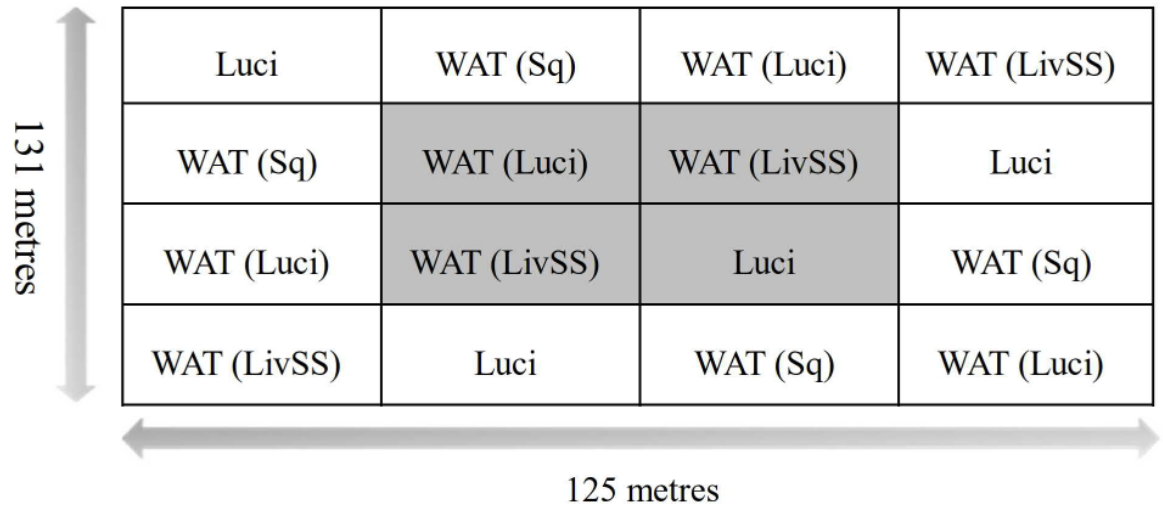 Luci WAT (Sq) WAT (Luci) WAT (LivSS)
WAT (Sq) WAT (Luci) WAT (LivSS) Luci
WAT (Luci) WAT (LivSS) Luci WAT (Sq)
WAT (LivSS) Luci WAT (Sq) WAT (Luci)
131 metres
125 metres